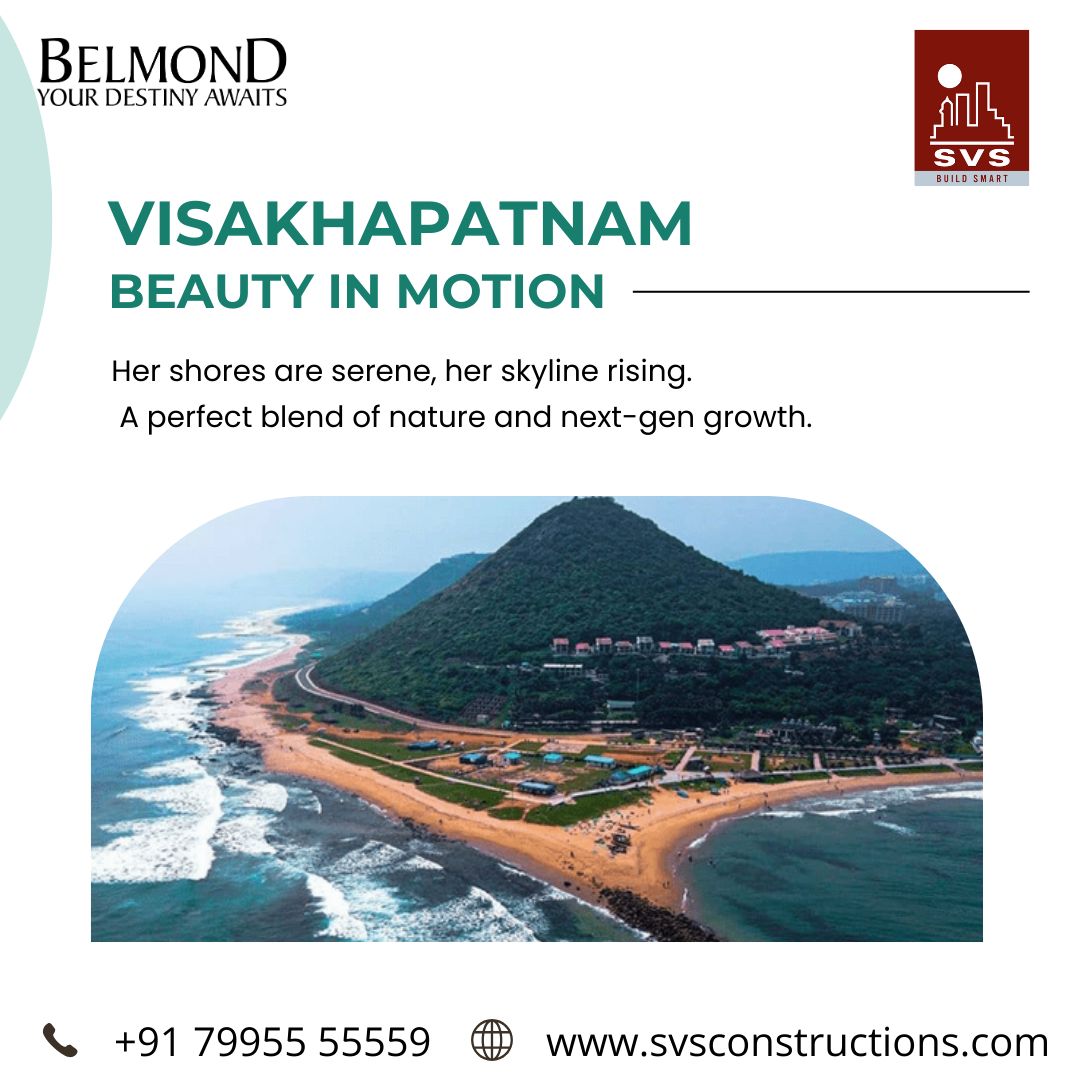 BELMOND
YOUR DESTINY AWAITS
SVS
BUILD SMART
VISAKHAPATNAM
BEAUTY IN MOTION
Her shores are serene, her skyline rising.
A perfect blend of nature and next-gen growth.
+91 79955 55559
www.svsconstructions.com